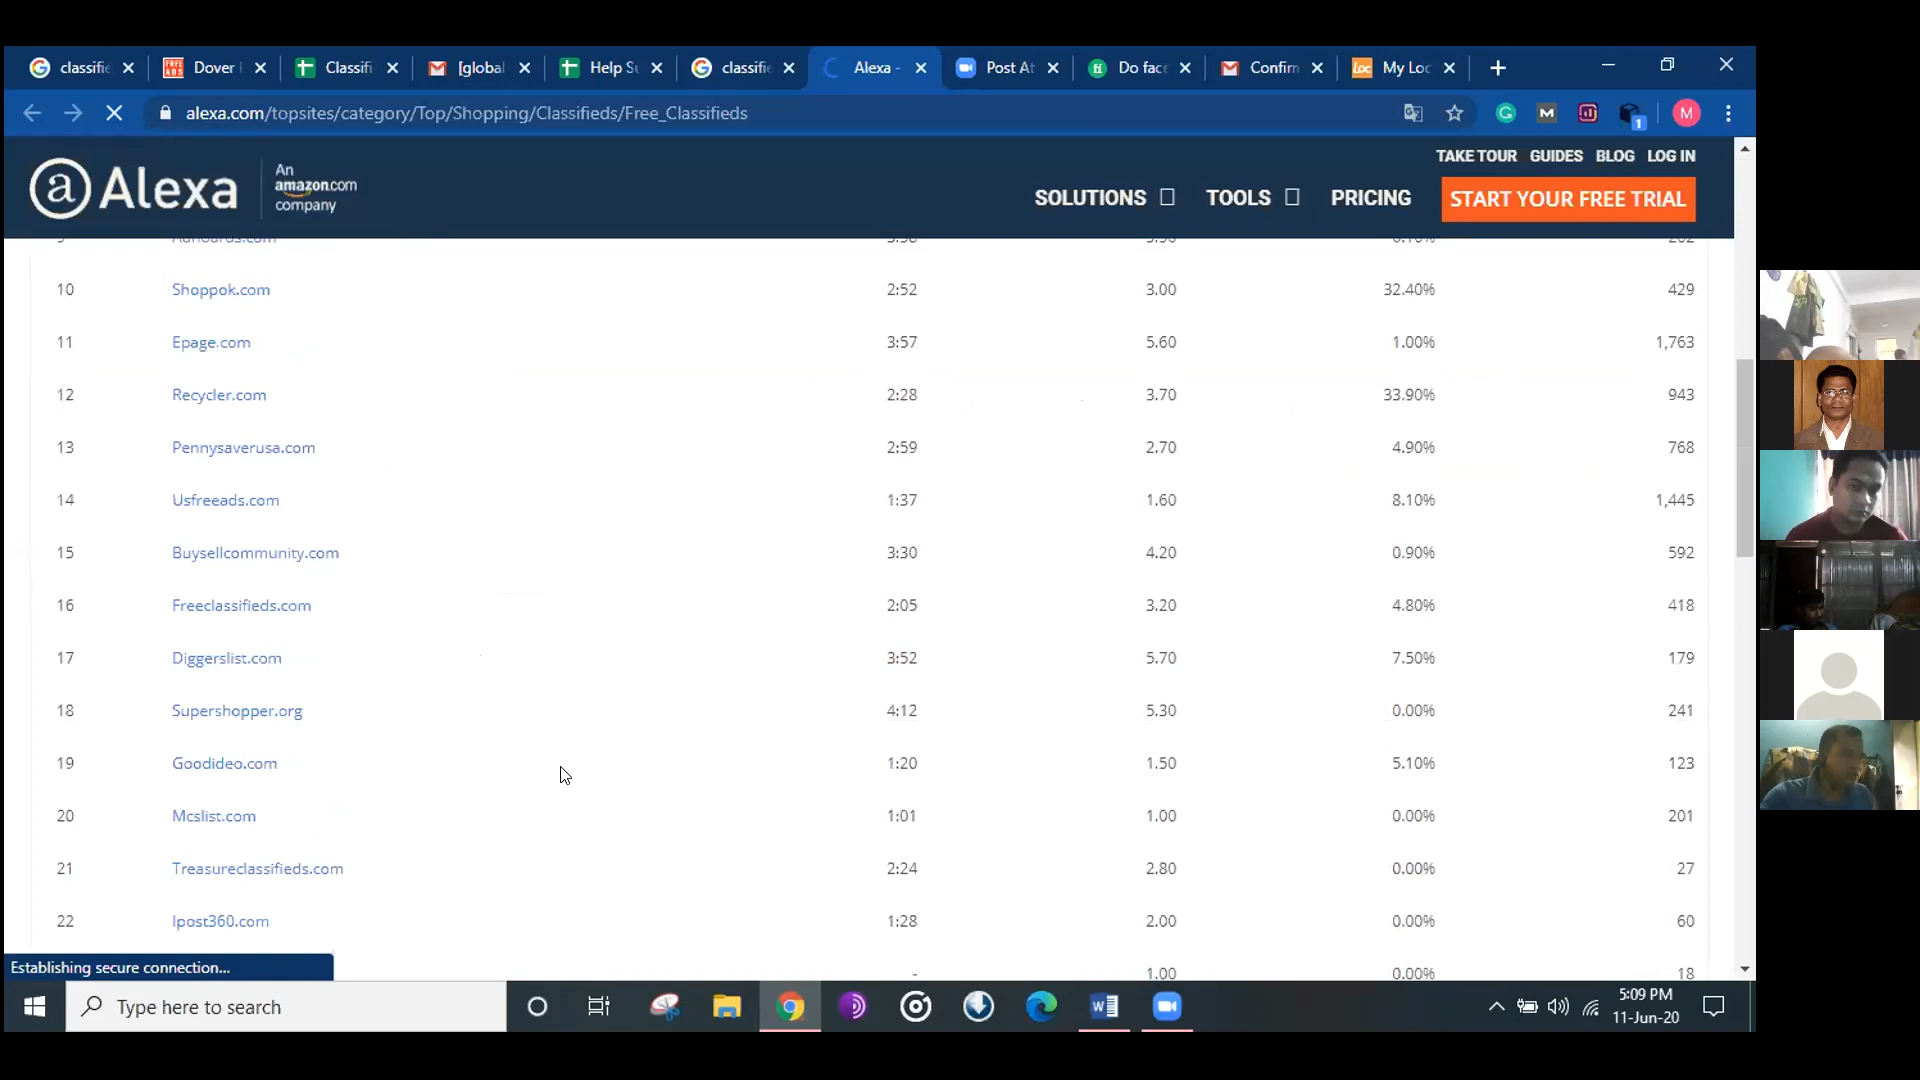 classifie
Dover
Classifi
[global
Help Su
classifie
Alexa -
Post At
Do face
Confirm
My Loc
alexa.com/topsites/category/Top/Shopping/Classifieds/Free_Classifieds
M
1
TAKE TOUR GUIDES BLOG LOG IN
Alexa
An
amazon.com
company
SOLUTIONS TOOLS PRICING START YOUR FREE TRIAL
10 Shoppok.com 2:52 3.00 32.40% 429
11 Epage.com 3:57 5.60 1.00% 1,763
12 Recycler.com 2:28 3.70 33.90% 943
13 Pennysaverusa.com 2:59 2.70 4.90% 768
14 Usfreeads.com 1:37 1.60 8.10% 1,445
15 Buysellcommunity.com 3:30 4.20 0.90% 592
16 Freeclassifieds.com 2:05 3.20 4.80% 418
17 Diggerslist.com 3:52 5.70 7.50% 179
18 Supershopper.org 4:12 5.30 0.00% 241
19 Goodideo.com 1:20 1.50 5.10% 123
20 Mcslist.com 1:01 1.00 0.00% 201
21 Treasureclassifieds.com 2:24 2.80 0.00% 27
22 Ipost360.com 1:28 2.00 0.00% 60
- 1.00 0.00% 18
Establishing secure connection...
Type here to search
5:09 PM
11-Jun-20